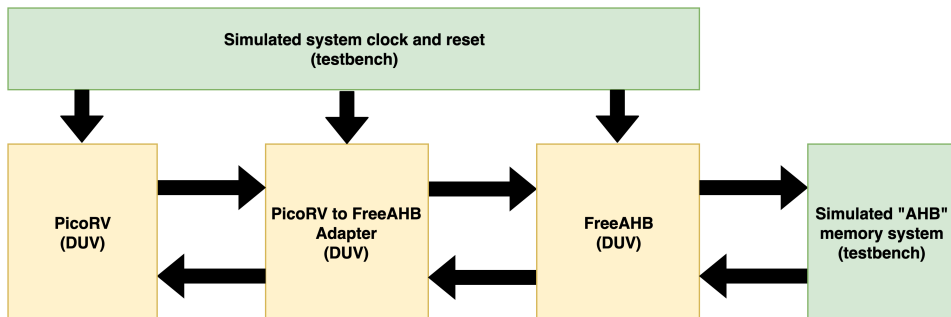 Simulated system clock and reset
(testbench)
PicoRV
(DUV)
PicoRV to FreeAHB
Adapter
(DUV)
FreeAHB
(DUV)
Simulated "AHB"
memory system
(testbench)